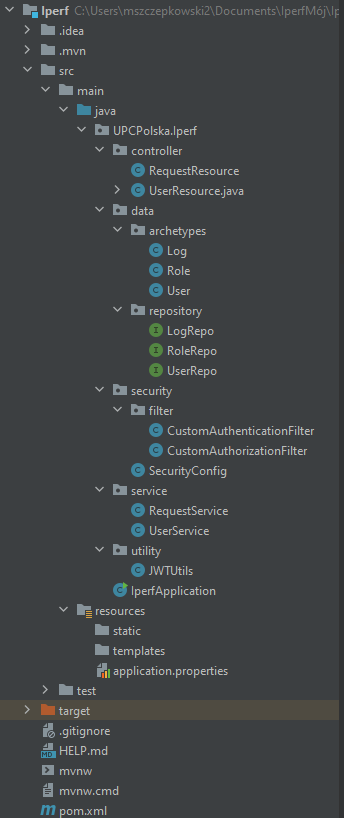 Iperf C:\Users\mszczepkowski2\Documents\IperfMój\Ip
.idea
.mvn
src
main
java
UPCPolska.Iperf
controller
RequestResource
UserResource.java
data
archetypes
Log
Role
User
repository
LogRepo
RoleRepo
UserRepo
security
filter
CustomAuthenticationFilter
CustomAuthorizationFilter
SecurityConfig
service
RequestService
UserService
utility
JWTUtils
IperfApplication
resources
static
templates
application.properties
test
target
.gitignore
HELP.md
mvnw
mvnw.cmd
pom.xml